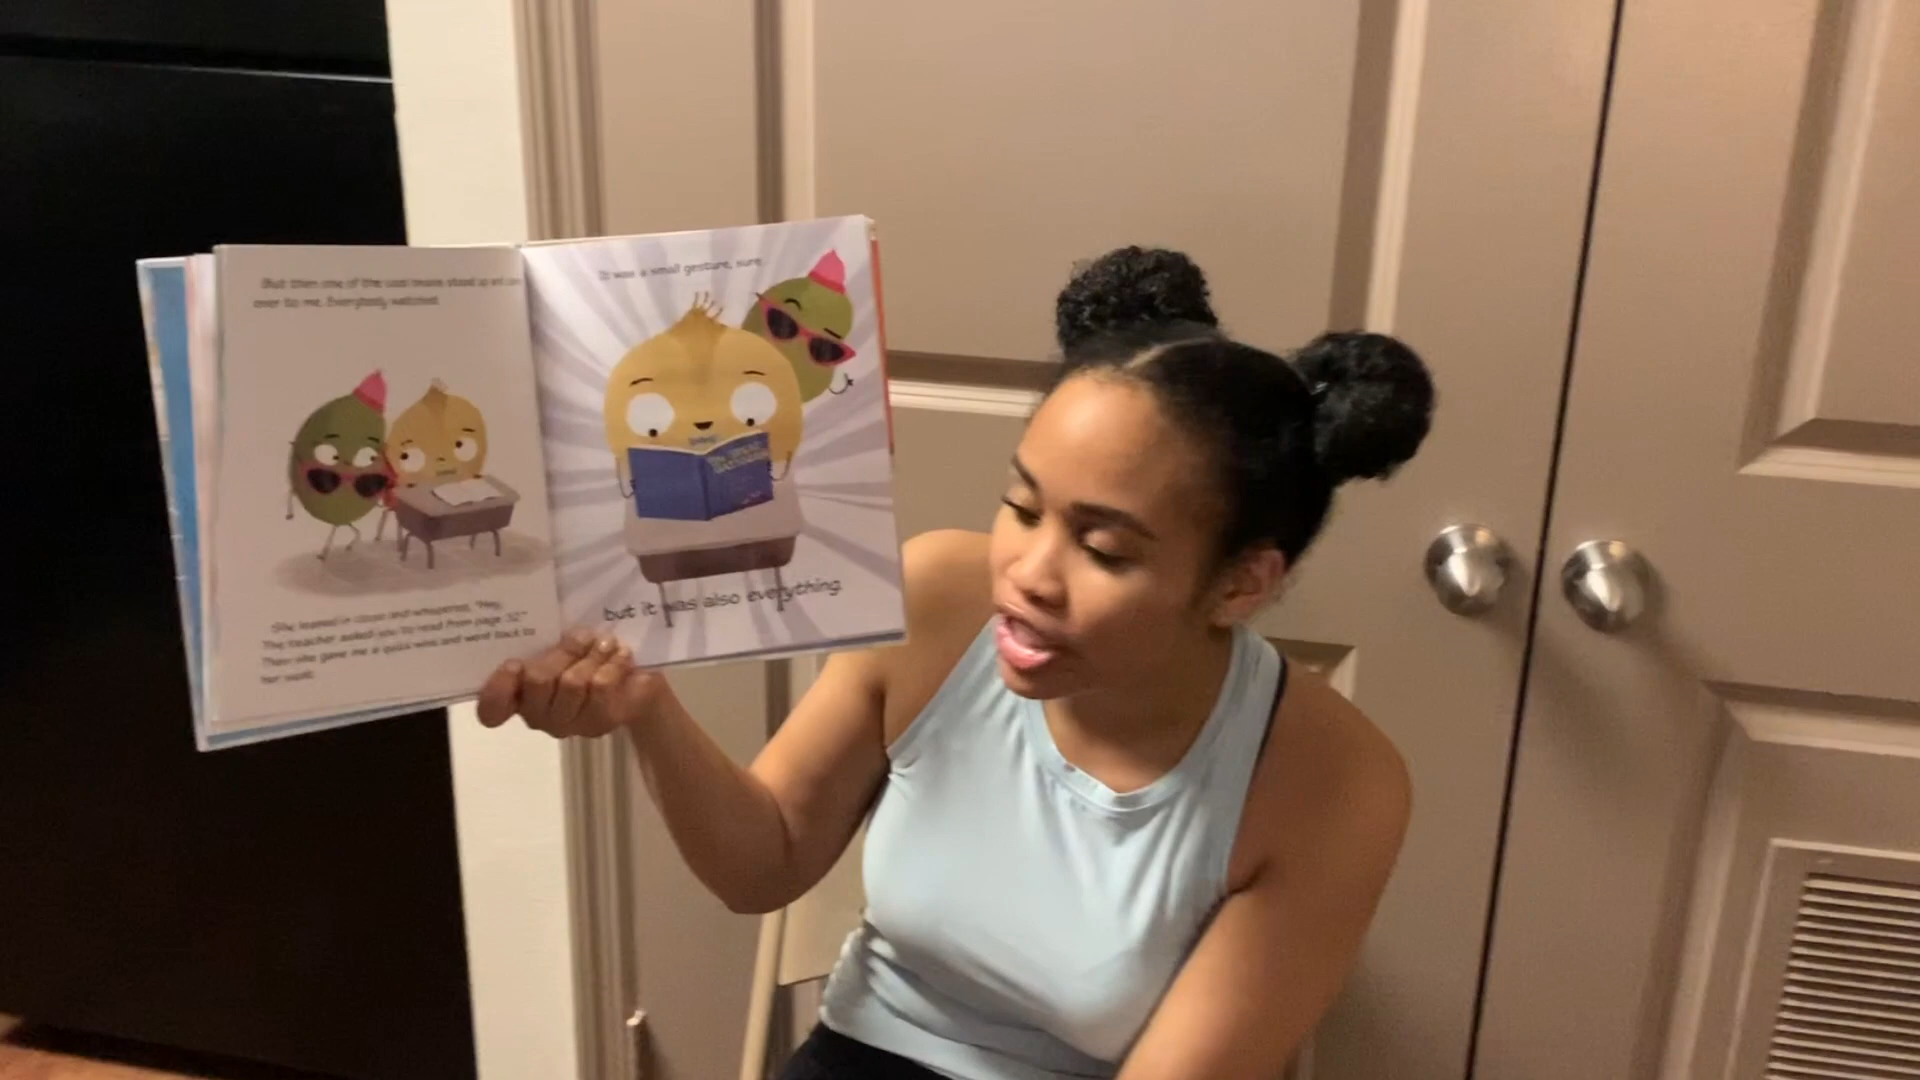 But then one of the cool beans stood up and
over to me. Everybody watched.
She leaned in close and whispered, "Hey,
The teacher asked you to read from page 32."
Then she gave me a quick wink and went back to
her seat.
It was a small gesture, sure
but it was also everything!